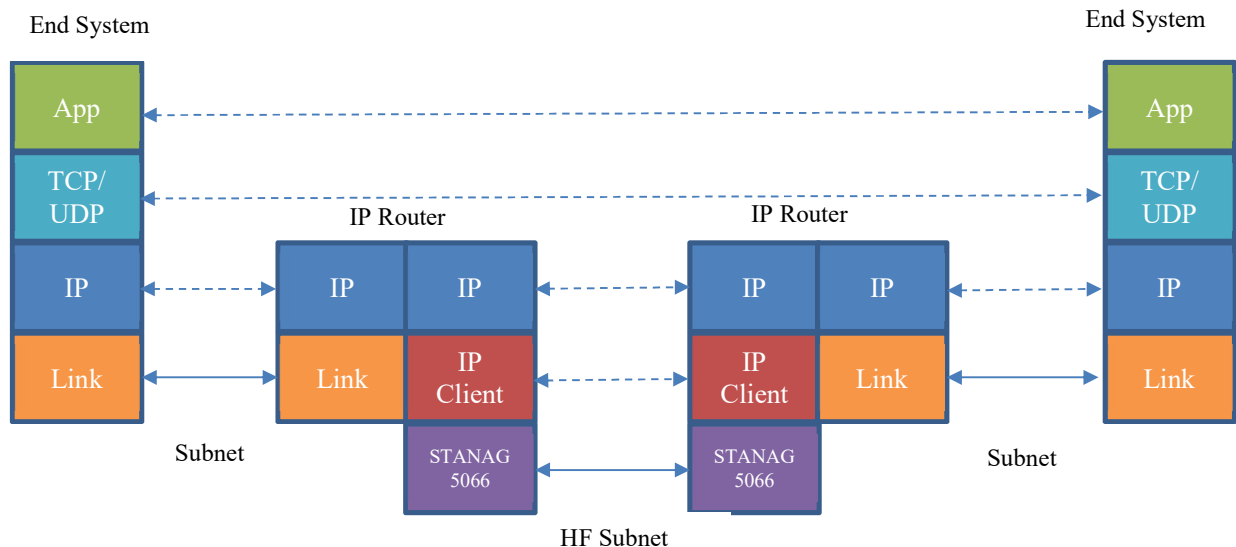 End System
End System
App
App
TCP/
UDP
TCP/
UDP
IP Router
IP Router
IP
IP
IP
IP
IP
IP
Link
Link
IP
Client
IP
Client
Link
Link
Subnet
STANAG
5066
STANAG
5066
Subnet
HF Subnet